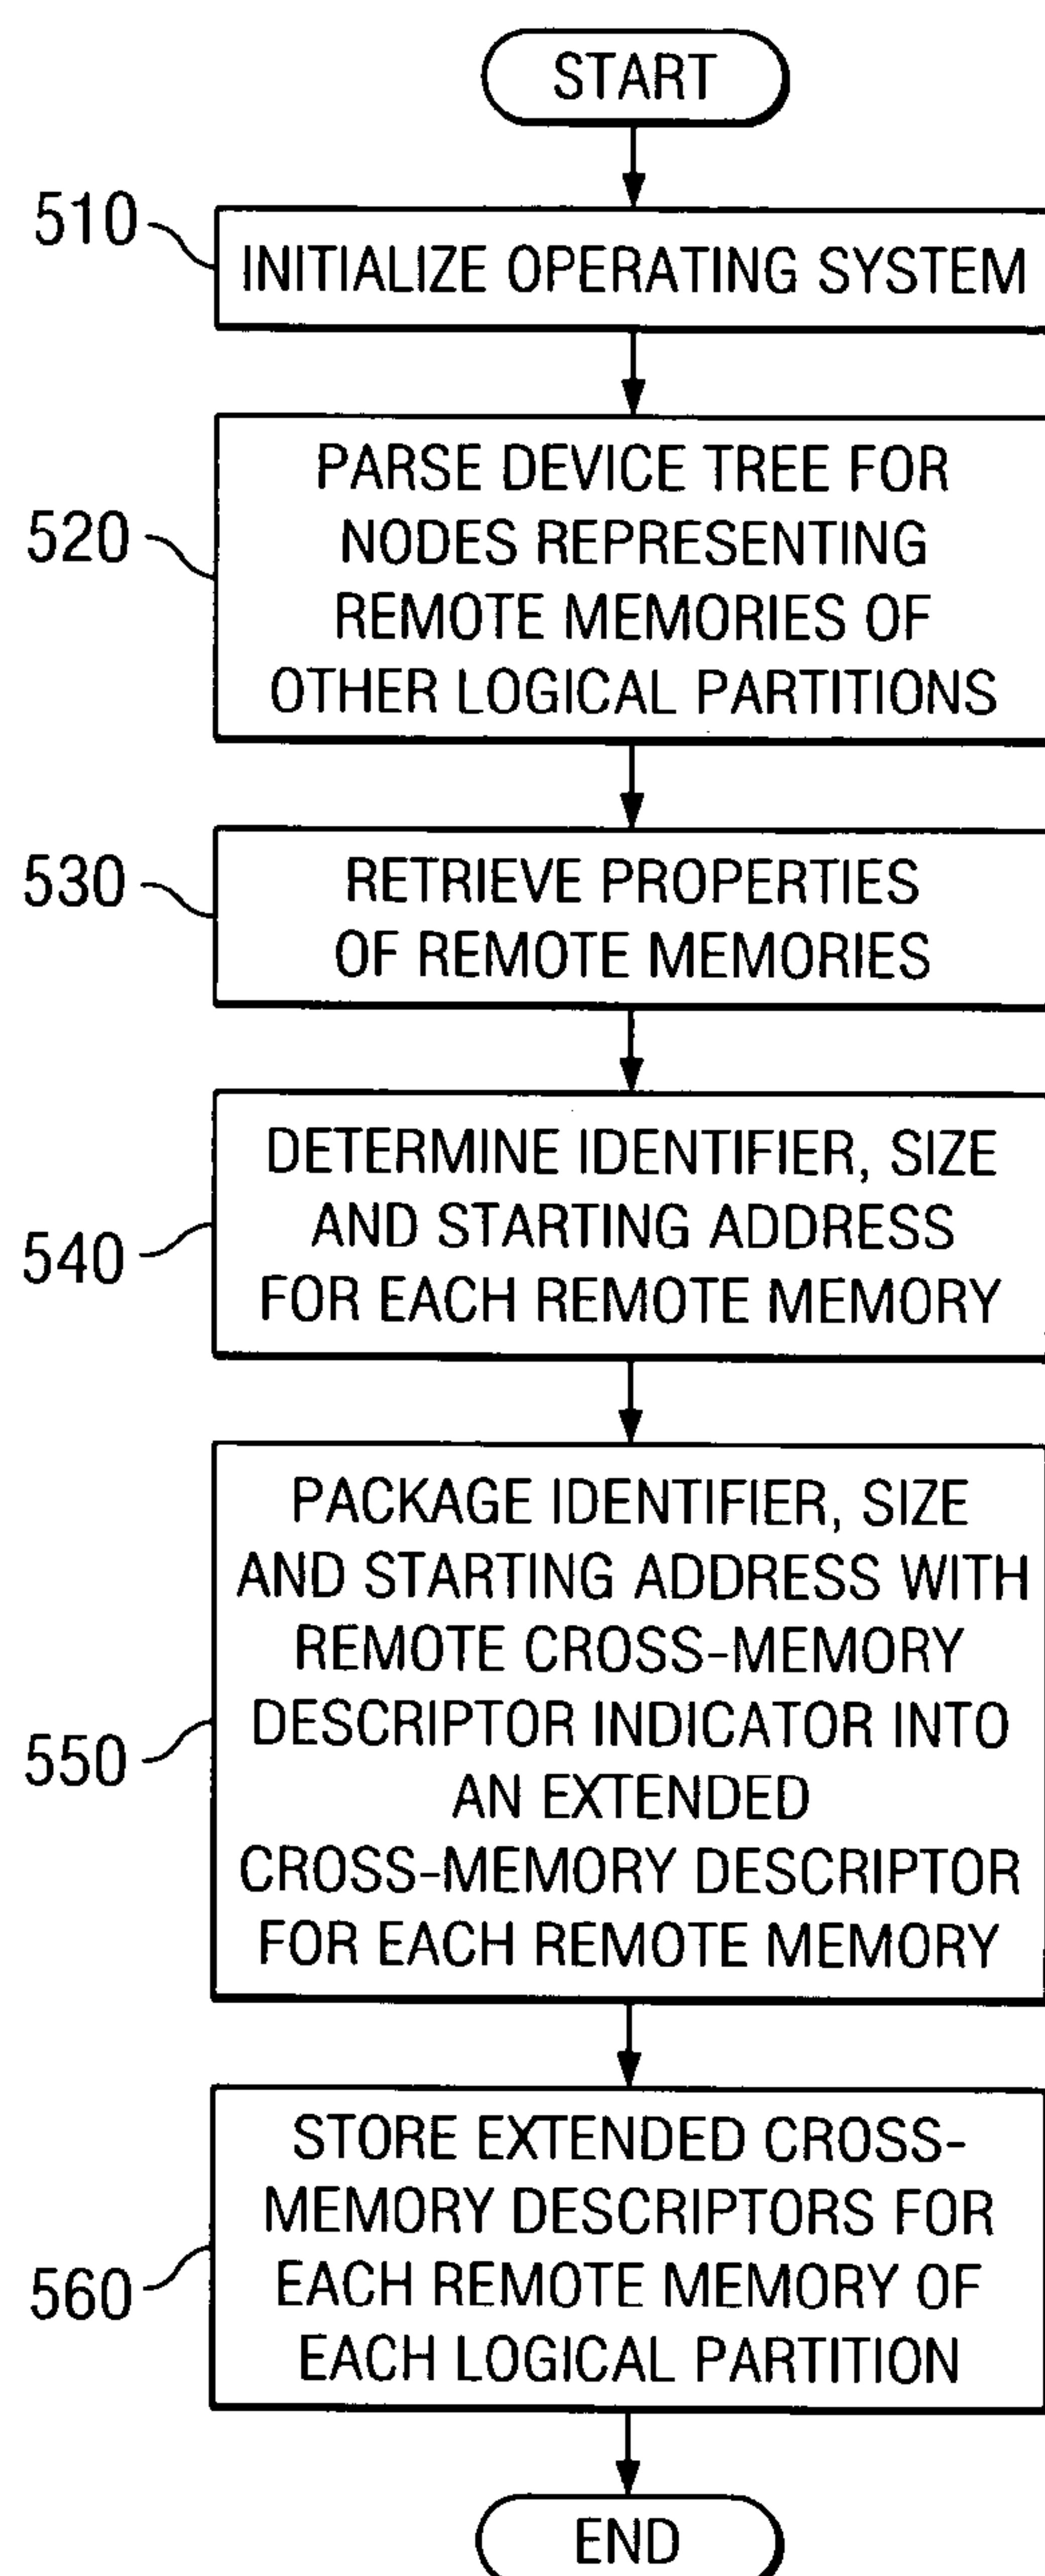 START
510
INITIALIZE OPERATING SYSTEM
520
PARSE DEVICE TREE FOR
NODES REPRESENTING
REMOTE MEMORIES OF
OTHER LOGICAL PARTITIONS
530
RETRIEVE PROPERTIES
OF REMOTE MEMORIES
540
DETERMINE IDENTIFIER, SIZE
AND STARTING ADDRESS
FOR EACH REMOTE MEMORY
550
PACKAGE IDENTIFIER, SIZE
AND STARTING ADDRESS WITH
REMOTE CROSS-MEMORY
DESCRIPTOR INDICATOR INTO
AN EXTENDED
CROSS-MEMORY DESCRIPTOR
FOR EACH REMOTE MEMORY
560
STORE EXTENDED CROSS-
MEMORY DESCRIPTORS FOR
EACH REMOTE MEMORY OF
EACH LOGICAL PARTITION
END